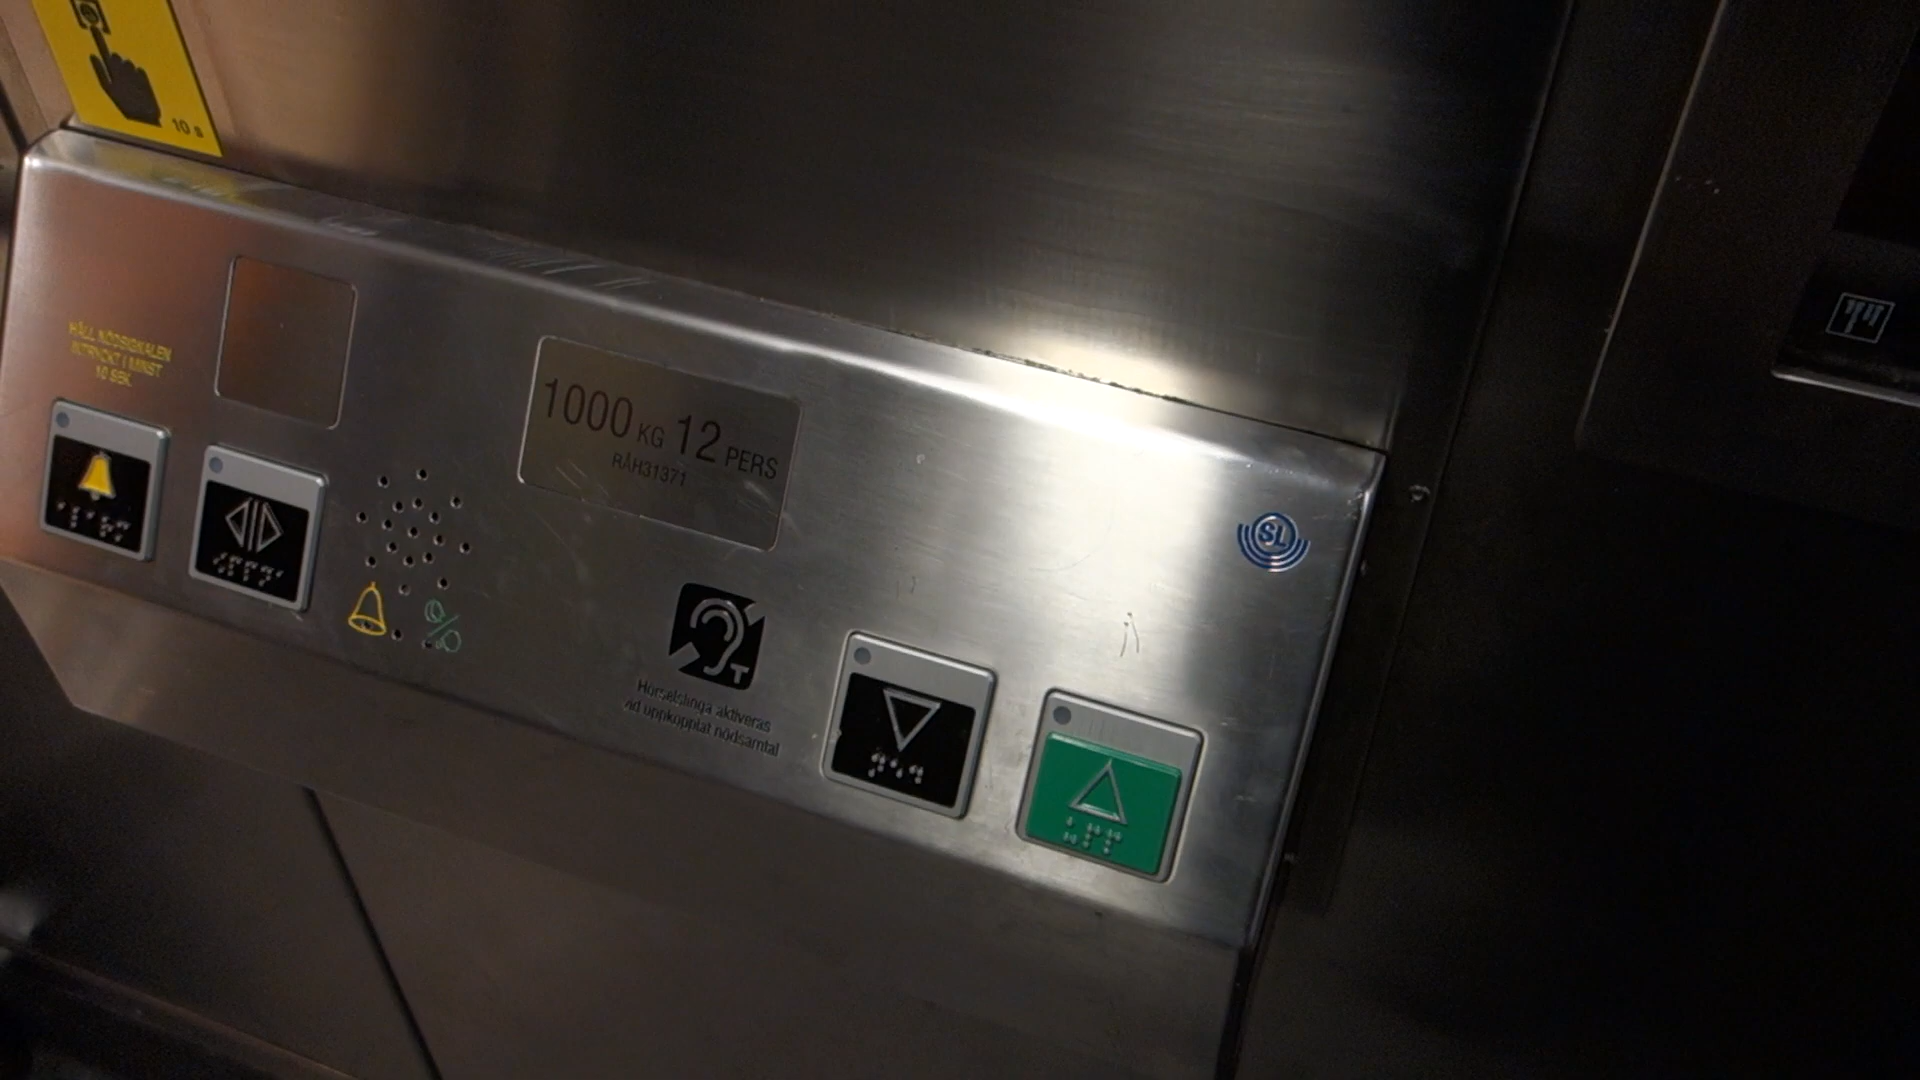 10 s
HÅLL NÖDSIGNALEN
INTRYCKT I MINST
10 SEK
1000 KG 12 PERS
RÅH31371
SL
T
Hörselslinga aktiveras
vid uppkopplat nödsamtal